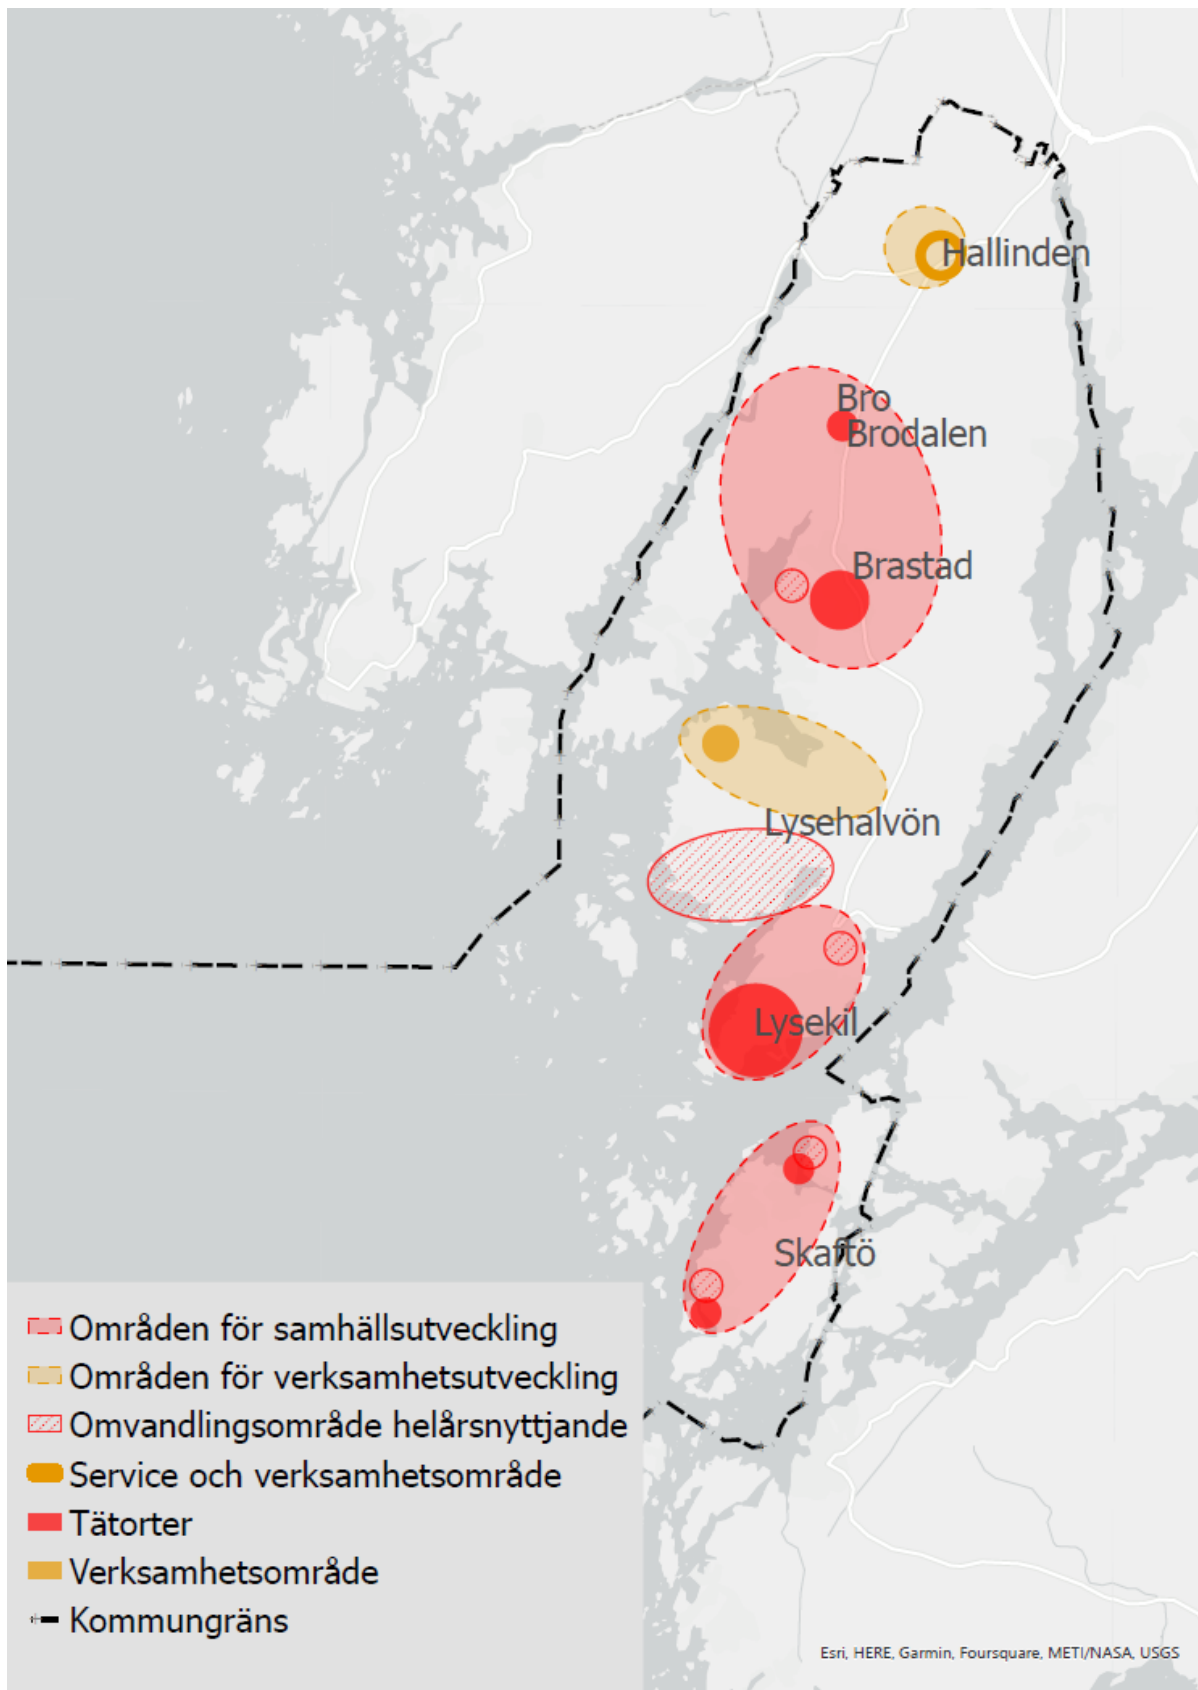 Hallinden
Bro
Brodalen
Brastad
Lysehalvön
Lysekil
Skaftö
Områden för samhällsutveckling
Områden för verksamhetsutveckling
Omvandlingsområde helårsnyttjande
Service och verksamhetsområde
Tätorter
Verksamhetsområde
Kommungräns
Esri, HERE, Garmin, Foursquare, METI/NASA, USGS